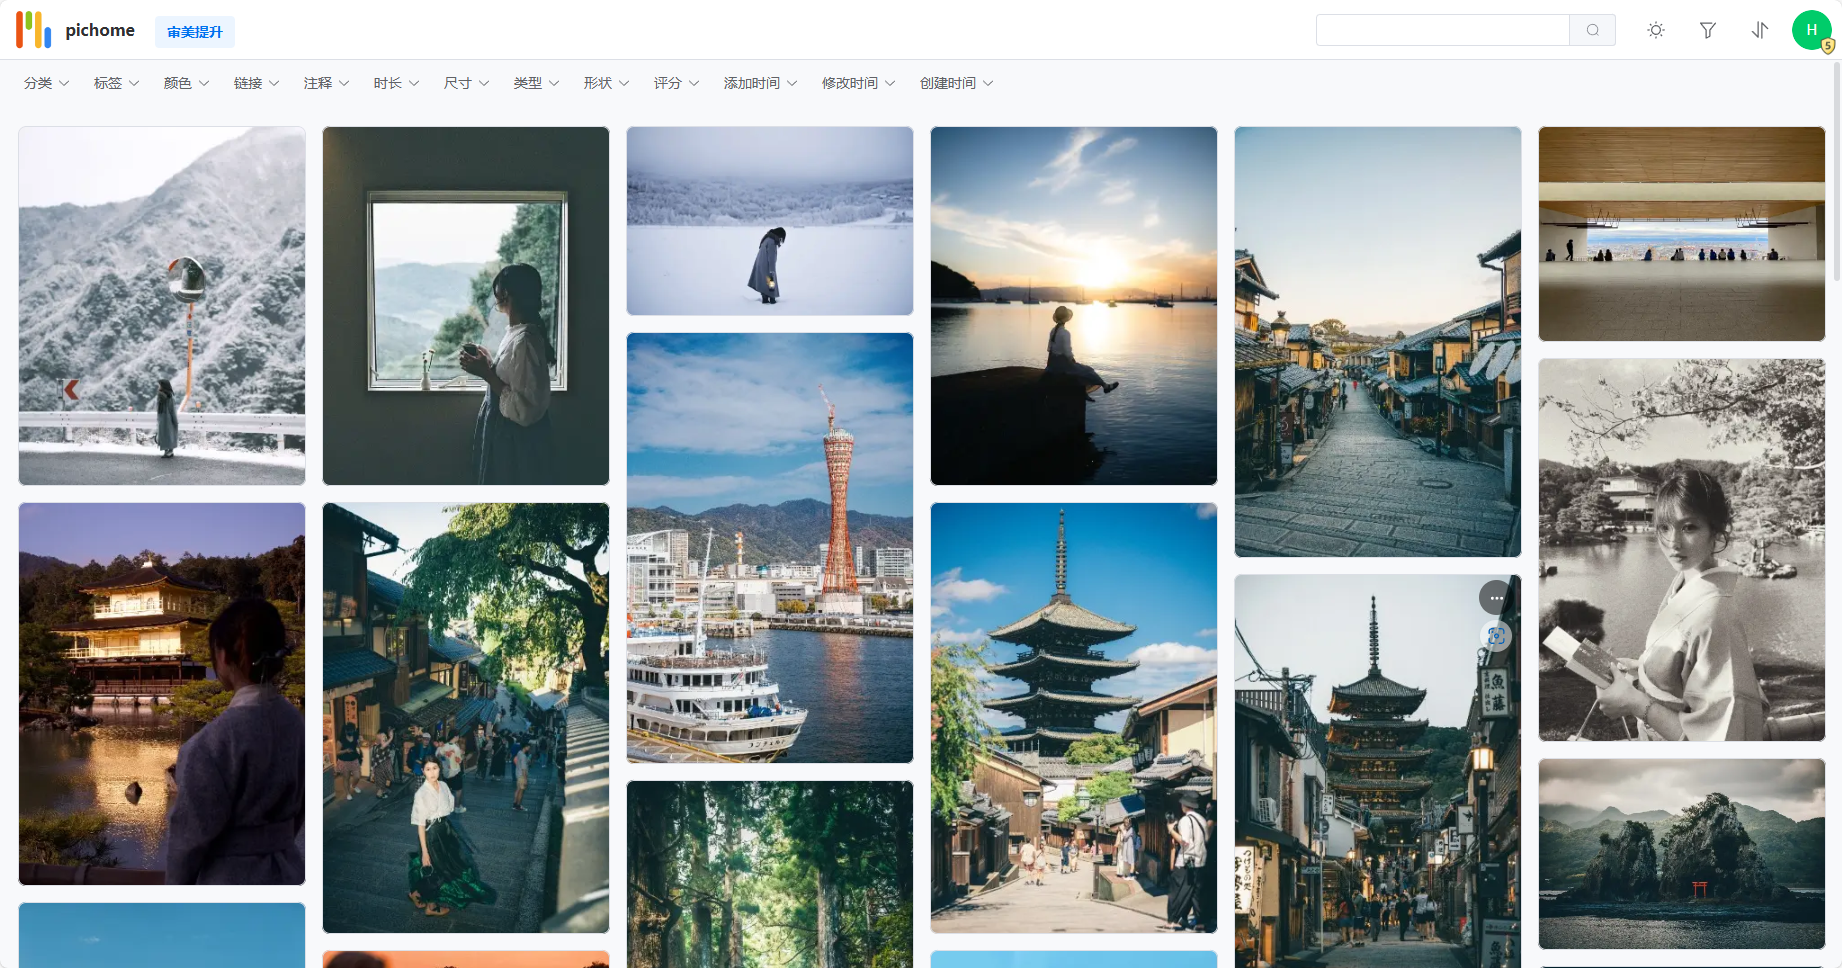 pichome
审美提升
H
5
分类
标签
颜色
链接
注释
时长
尺寸
类型
形状
评分
添加时间
修改时间
创建时间
魚
藤